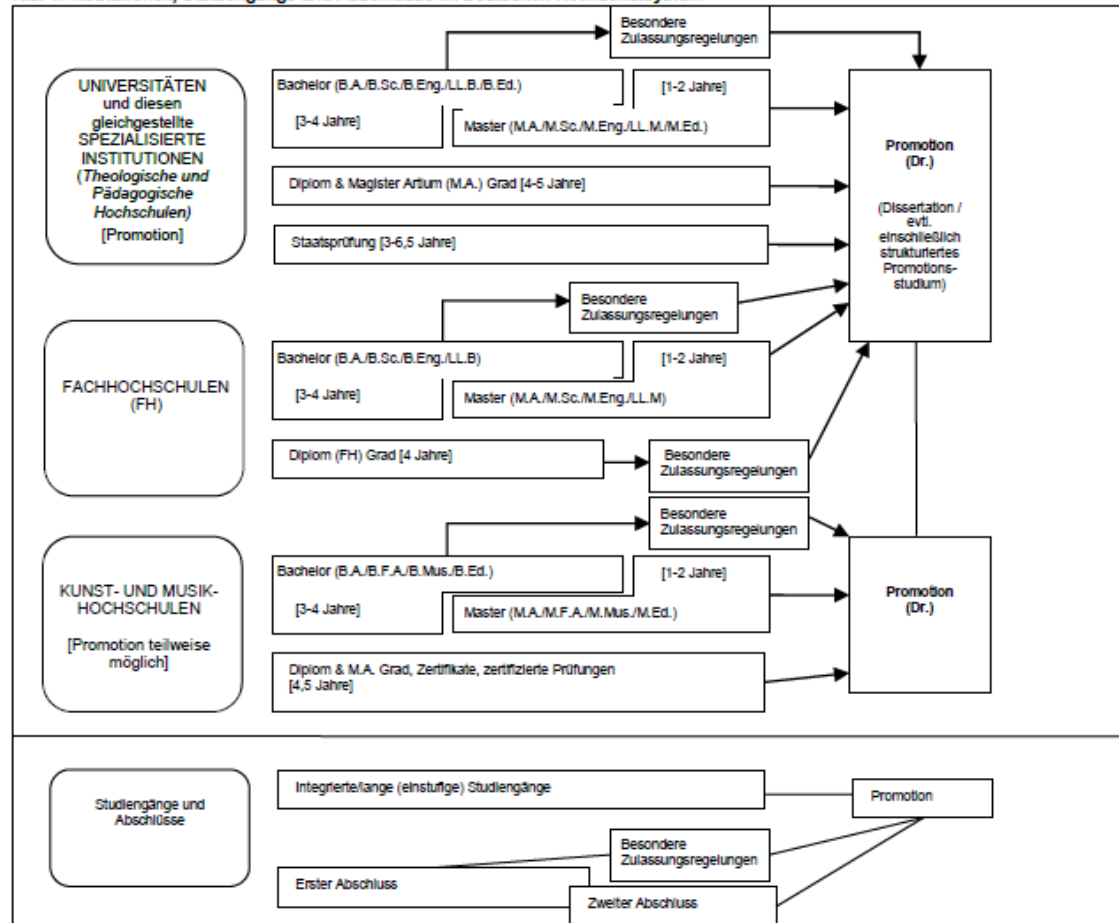 Besondere
Zulassungsregelungen
UNIVERSITÄTEN
und diesen
gleichgestellte
SPEZIALISIERTE
INSTITUTIONEN
(Theologische und
Pädagogische
Hochschulen)
[Promotion]
Bachelor (B.A./B.Sc./B.Eng./LL.B./B.Ed.)
[1-2 Jahre]
[3-4 Jahre]
Master (M.A./M.Sc./M.Eng./LL.M./M.Ed.)
Diplom & Magister Artium (M.A.) Grad [4-5 Jahre]
Staatsprüfung [3-6,5 Jahre]
Promotion
(Dr.)
(Dissertation /
evtl.
einschließlich
strukturiertes
Promotions-
studium)
FACHHOCHSCHULEN
(FH)
Besondere
Zulassungsregelungen
Bachelor (B.A./B.Sc./B.Eng./LL.B)
[1-2 Jahre]
[3-4 Jahre]
Master (M.A./M.Sc./M.Eng./LL.M)
Diplom (FH) Grad [4 Jahre]
Besondere
Zulassungsregelungen
KUNST- UND MUSIK-
HOCHSCHULEN
[Promotion teilweise
möglich]
Besondere
Zulassungsregelungen
Bachelor (B.A./B.F.A./B.Mus./B.Ed.)
[1-2 Jahre]
[3-4 Jahre]
Master (M.A./M.F.A./M.Mus./M.Ed.)
Diplom & M.A. Grad, Zertifikate, zertifizierte Prüfungen
[4,5 Jahre]
Promotion
(Dr.)
Studiengänge und
Abschlüsse
Integrierte/lange (einstufige) Studiengänge
Promotion
Besondere
Zulassungsregelungen
Erster Abschluss
Zweiter Abschluss